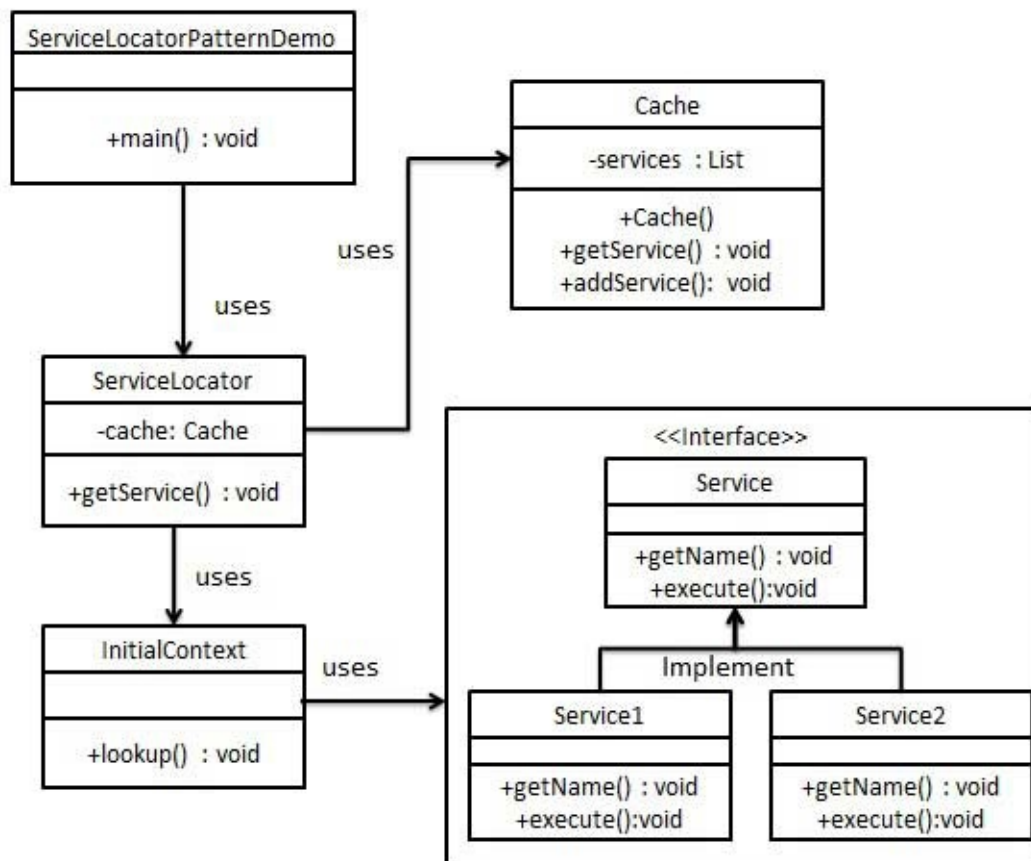 ServiceLocatorPatternDemo
+main() : void
uses
Cache
-services : List
+Cache()
+getService() : void
+addService(): void
uses
ServiceLocator
-cache: Cache
+getService() : void
uses
InitialContext
+lookup() : void
uses
<<Interface>>
Service
+getName() : void
+execute():void
Implement
Service1
+getName() : void
+execute():void
Service2
+getName() : void
+execute():void